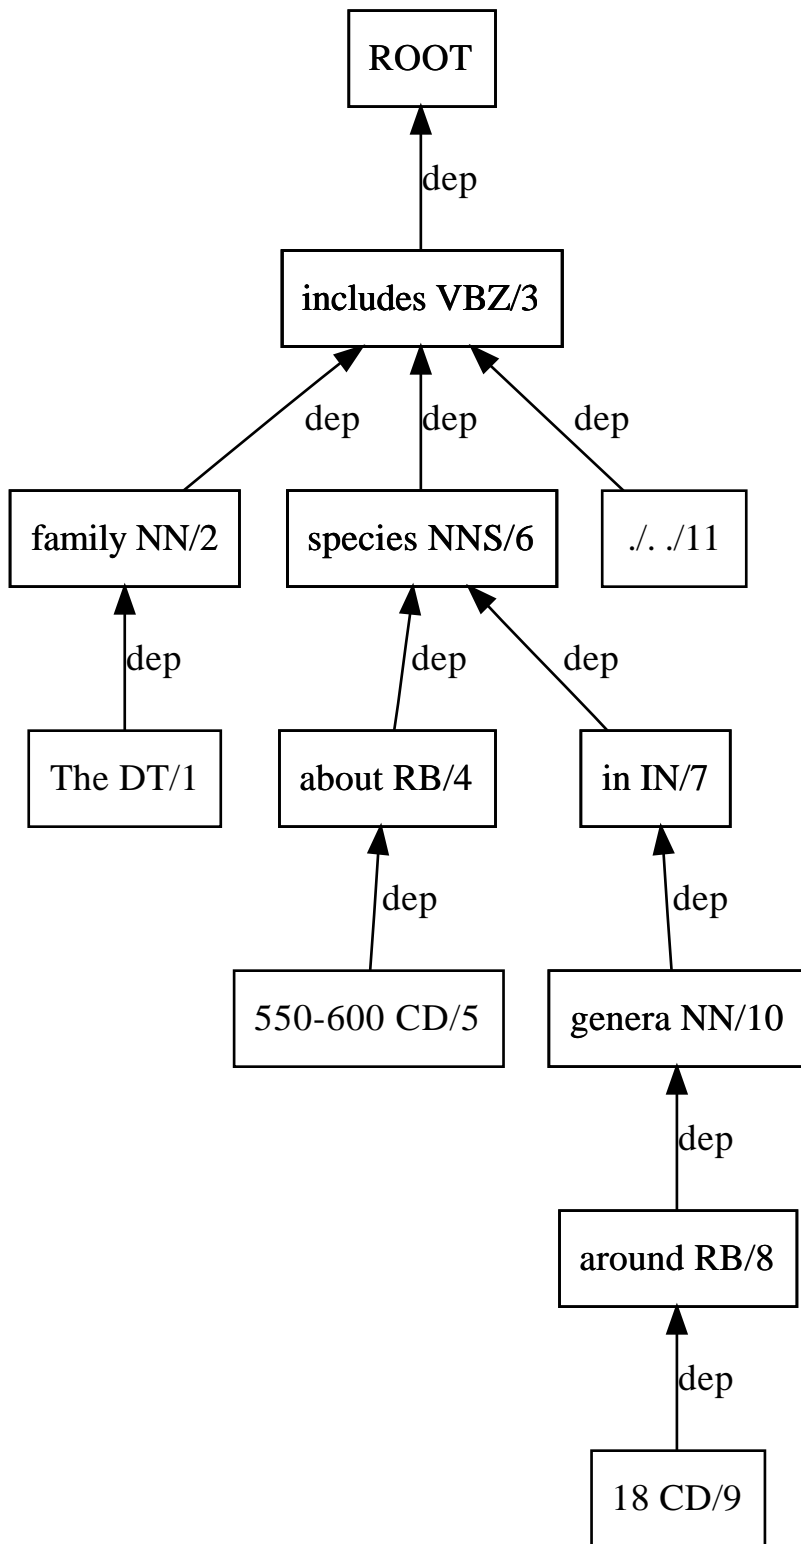 ROOT
dep
includes VBZ/3
dep dep dep
family NN/2 species NNS/6 ./. ./11
dep dep dep
The DT/1 about RB/4 in IN/7
dep dep
550-600 CD/5 genera NN/10
dep
around RB/8
dep
18 CD/9